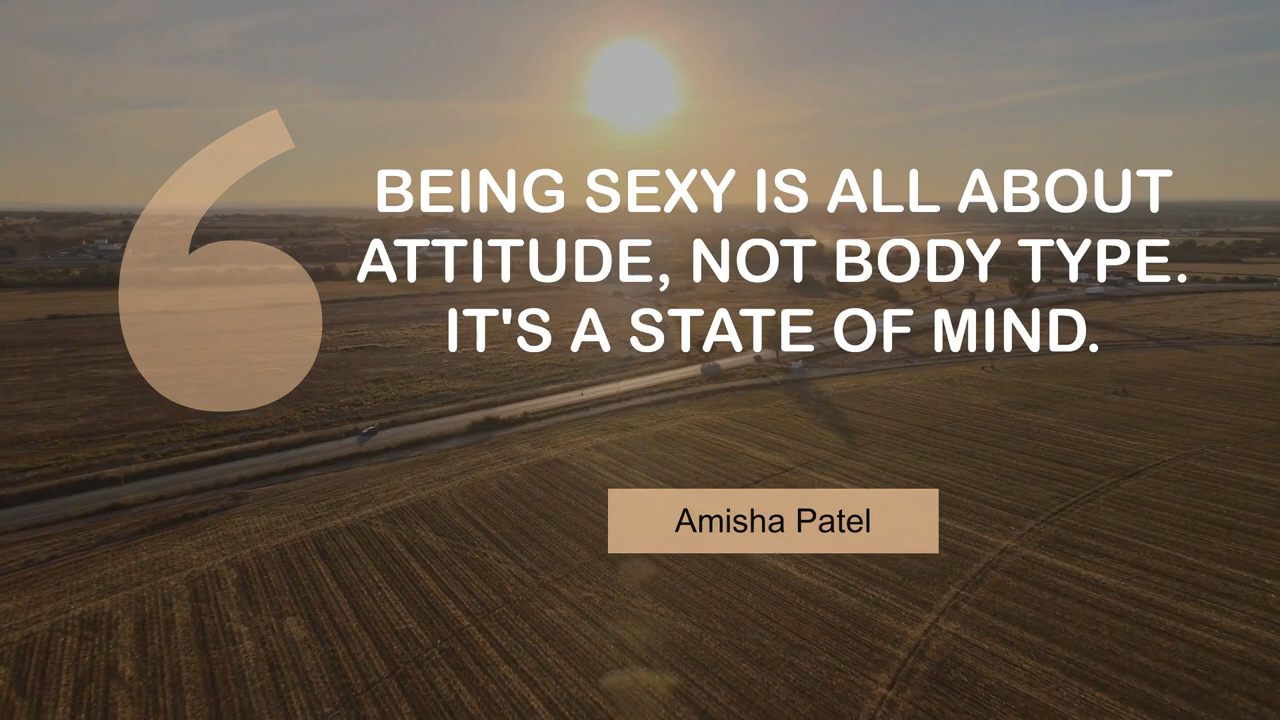 BEING SEXY IS ALL ABOUT
ATTITUDE, NOT BODY TYPE.
IT'S A STATE OF MIND.
Amisha Patel